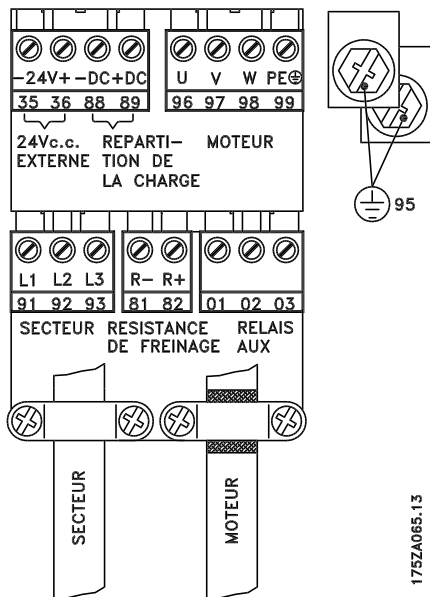 −24V+ −DC+DC U V W PE
35 36 88 89 96 97 98 99
24Vc.c. REPARTI− MOTEUR
EXTERNE TION DE
LA CHARGE
95
L1 L2 L3 R− R+
91 92 93 81 82 01 02 03
SECTEUR RESISTANCE RELAIS
DE FREINAGE AUX
SECTEUR
MOTEUR
175ZA065.13